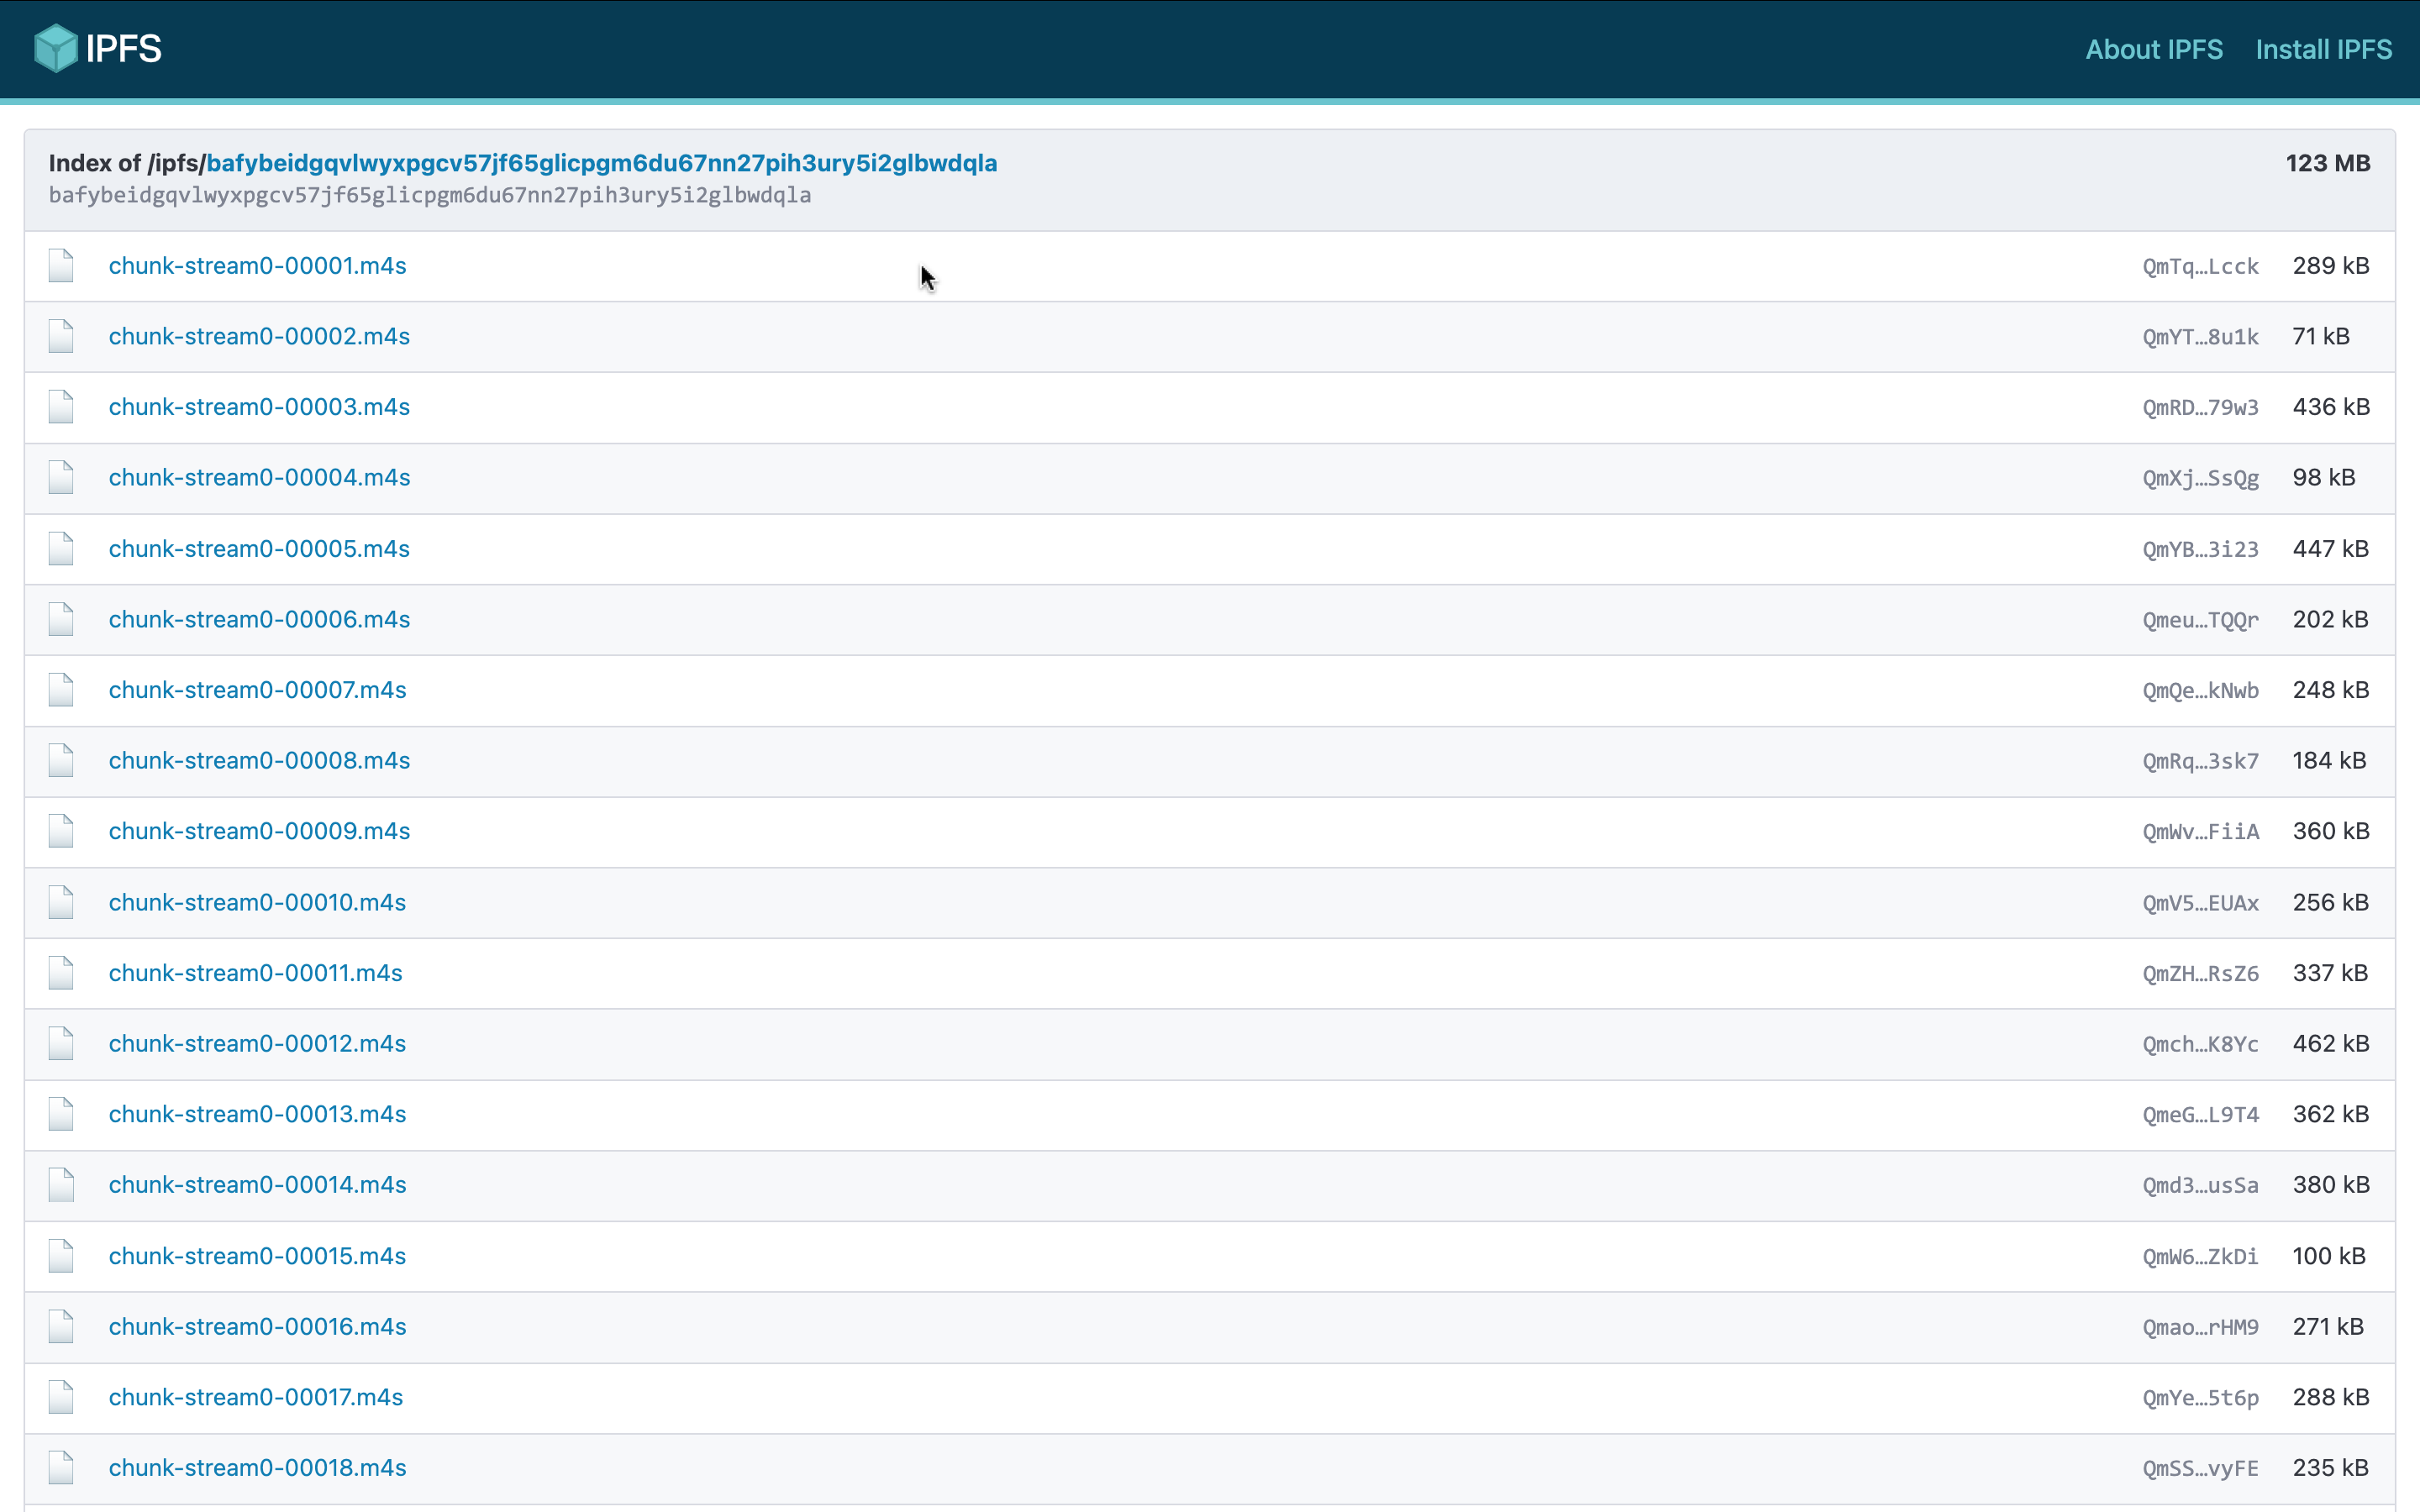 IPFS
About IPFS Install IPFS
Index of /ipfs/bafybeidgqvlwyxpgcv57jf65glicpgm6du67nn27pih3ury5i2glbwdqla 123 MB
bafybeidgqvlwyxpgcv57jf65glicpgm6du67nn27pih3ury5i2glbwdqla
chunk-stream0-00001.m4s QmTq…Lcck 289 kB
chunk-stream0-00002.m4s QmYT…8u1k 71 kB
chunk-stream0-00003.m4s QmRD…79w3 436 kB
chunk-stream0-00004.m4s QmXj…SsQg 98 kB
chunk-stream0-00005.m4s QmYB…3i23 447 kB
chunk-stream0-00006.m4s Qmeu…TQQr 202 kB
chunk-stream0-00007.m4s QmQe…kNwb 248 kB
chunk-stream0-00008.m4s QmRq…3sk7 184 kB
chunk-stream0-00009.m4s QmWv…FiiA 360 kB
chunk-stream0-00010.m4s QmV5…EUAx 256 kB
chunk-stream0-00011.m4s QmZH…RsZ6 337 kB
chunk-stream0-00012.m4s Qmch…K8Yc 462 kB
chunk-stream0-00013.m4s QmeG…L9T4 362 kB
chunk-stream0-00014.m4s Qmd3…usSa 380 kB
chunk-stream0-00015.m4s QmW6…ZkDi 100 kB
chunk-stream0-00016.m4s Qmao…rHM9 271 kB
chunk-stream0-00017.m4s QmYe…5t6p 288 kB
chunk-stream0-00018.m4s QmSS…vyFE 235 kB